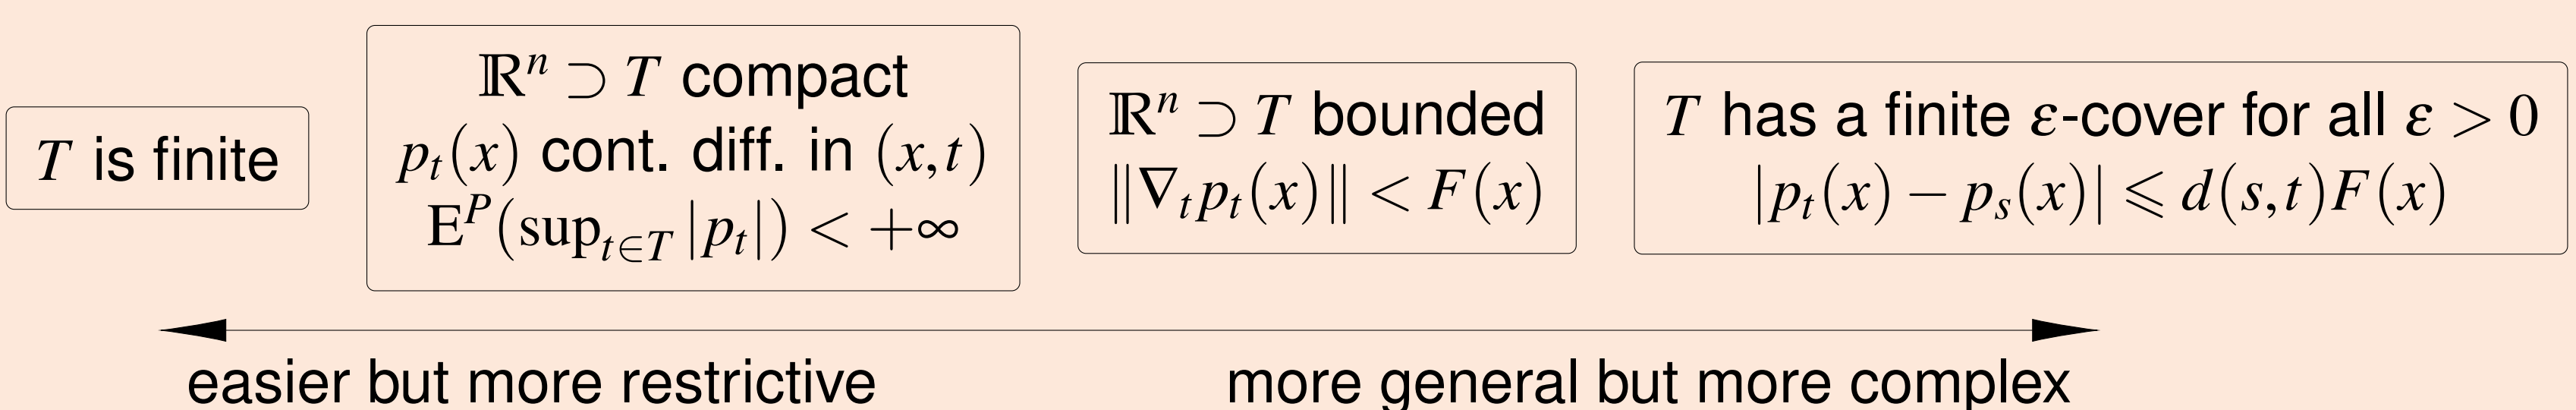 T is finite
ℝⁿ ⊃ T compact
pₜ(x) cont. diff. in (x,t)
E^P(sup_{t∈T} |pₜ|) < +∞
ℝⁿ ⊃ T bounded
‖∇ₜpₜ(x)‖ < F(x)
T has a finite ε-cover for all ε > 0
|pₜ(x) − pₛ(x)| ⩽ d(s,t)F(x)
easier but more restrictive
more general but more complex